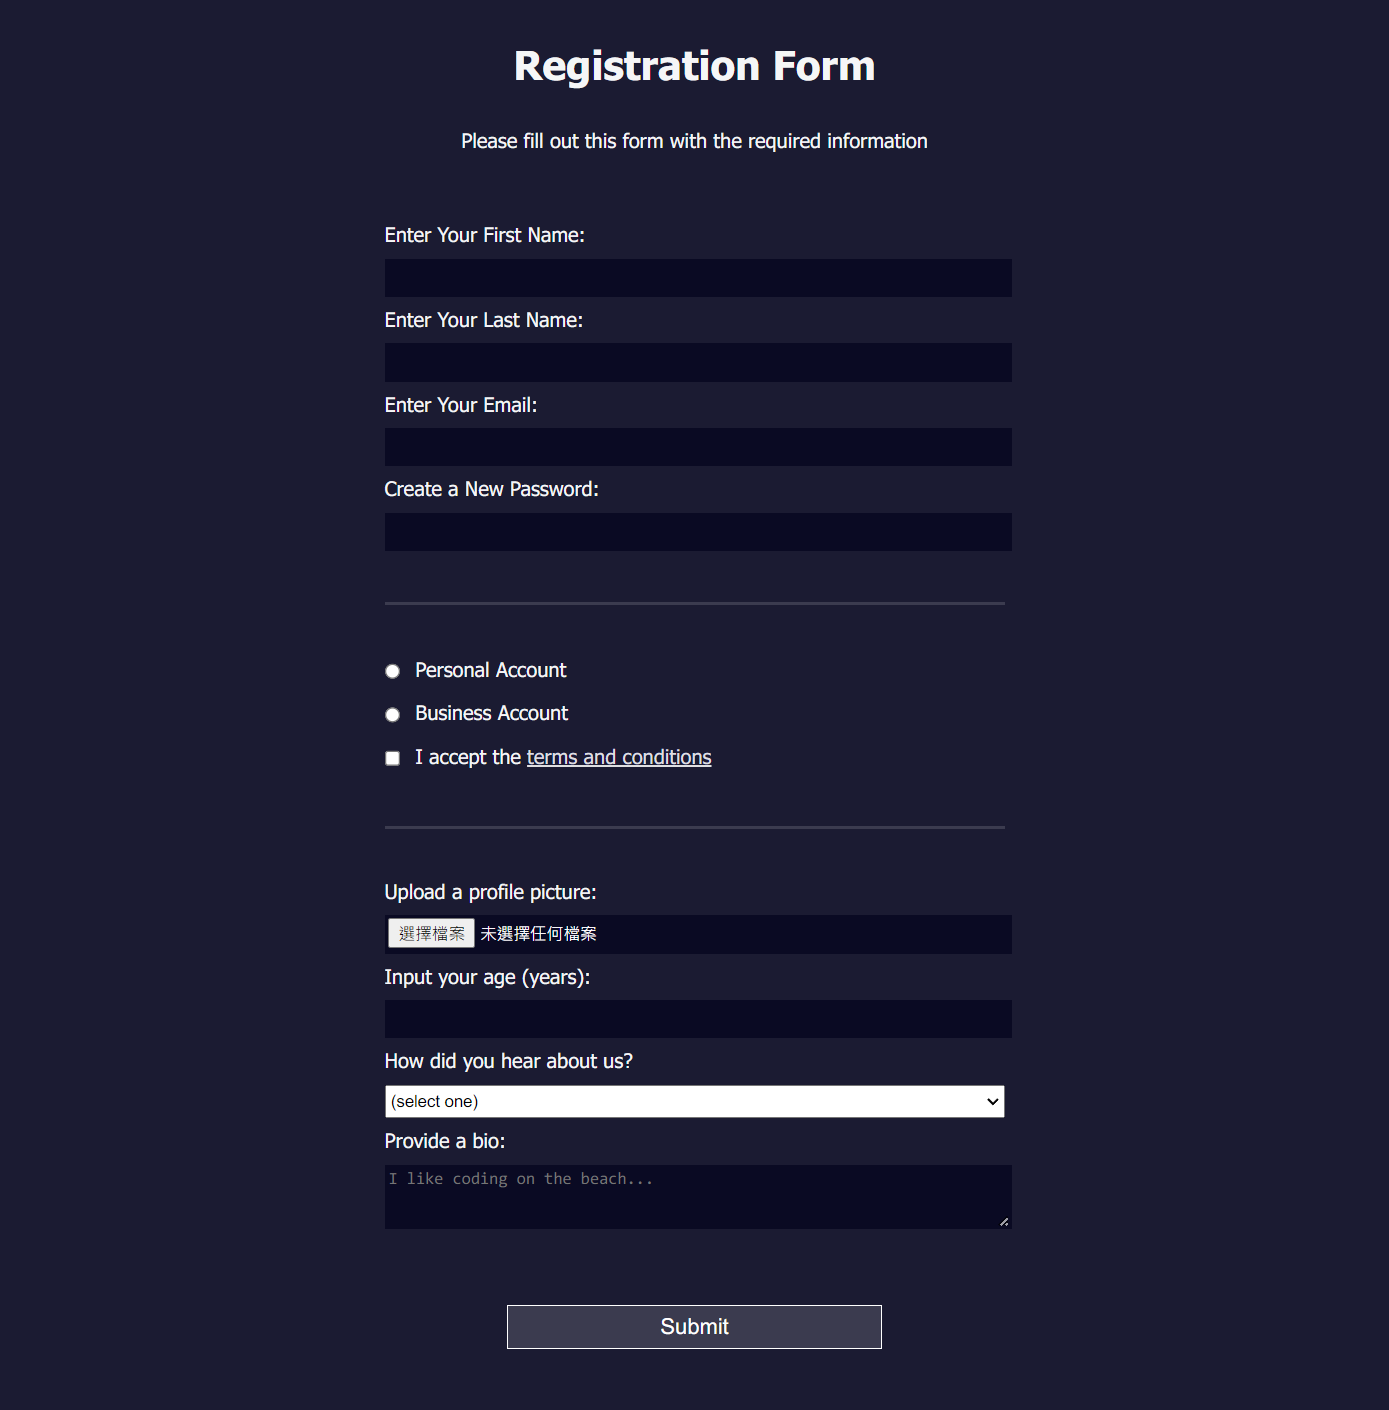 Registration Form
Please fill out this form with the required information
Enter Your First Name:
Enter Your Last Name:
Enter Your Email:
Create a New Password:
Personal Account
Business Account
I accept the terms and conditions
Upload a profile picture:
選擇檔案 未選擇任何檔案
Input your age (years):
How did you hear about us?
(select one)
Provide a bio:
I like coding on the beach...
Submit